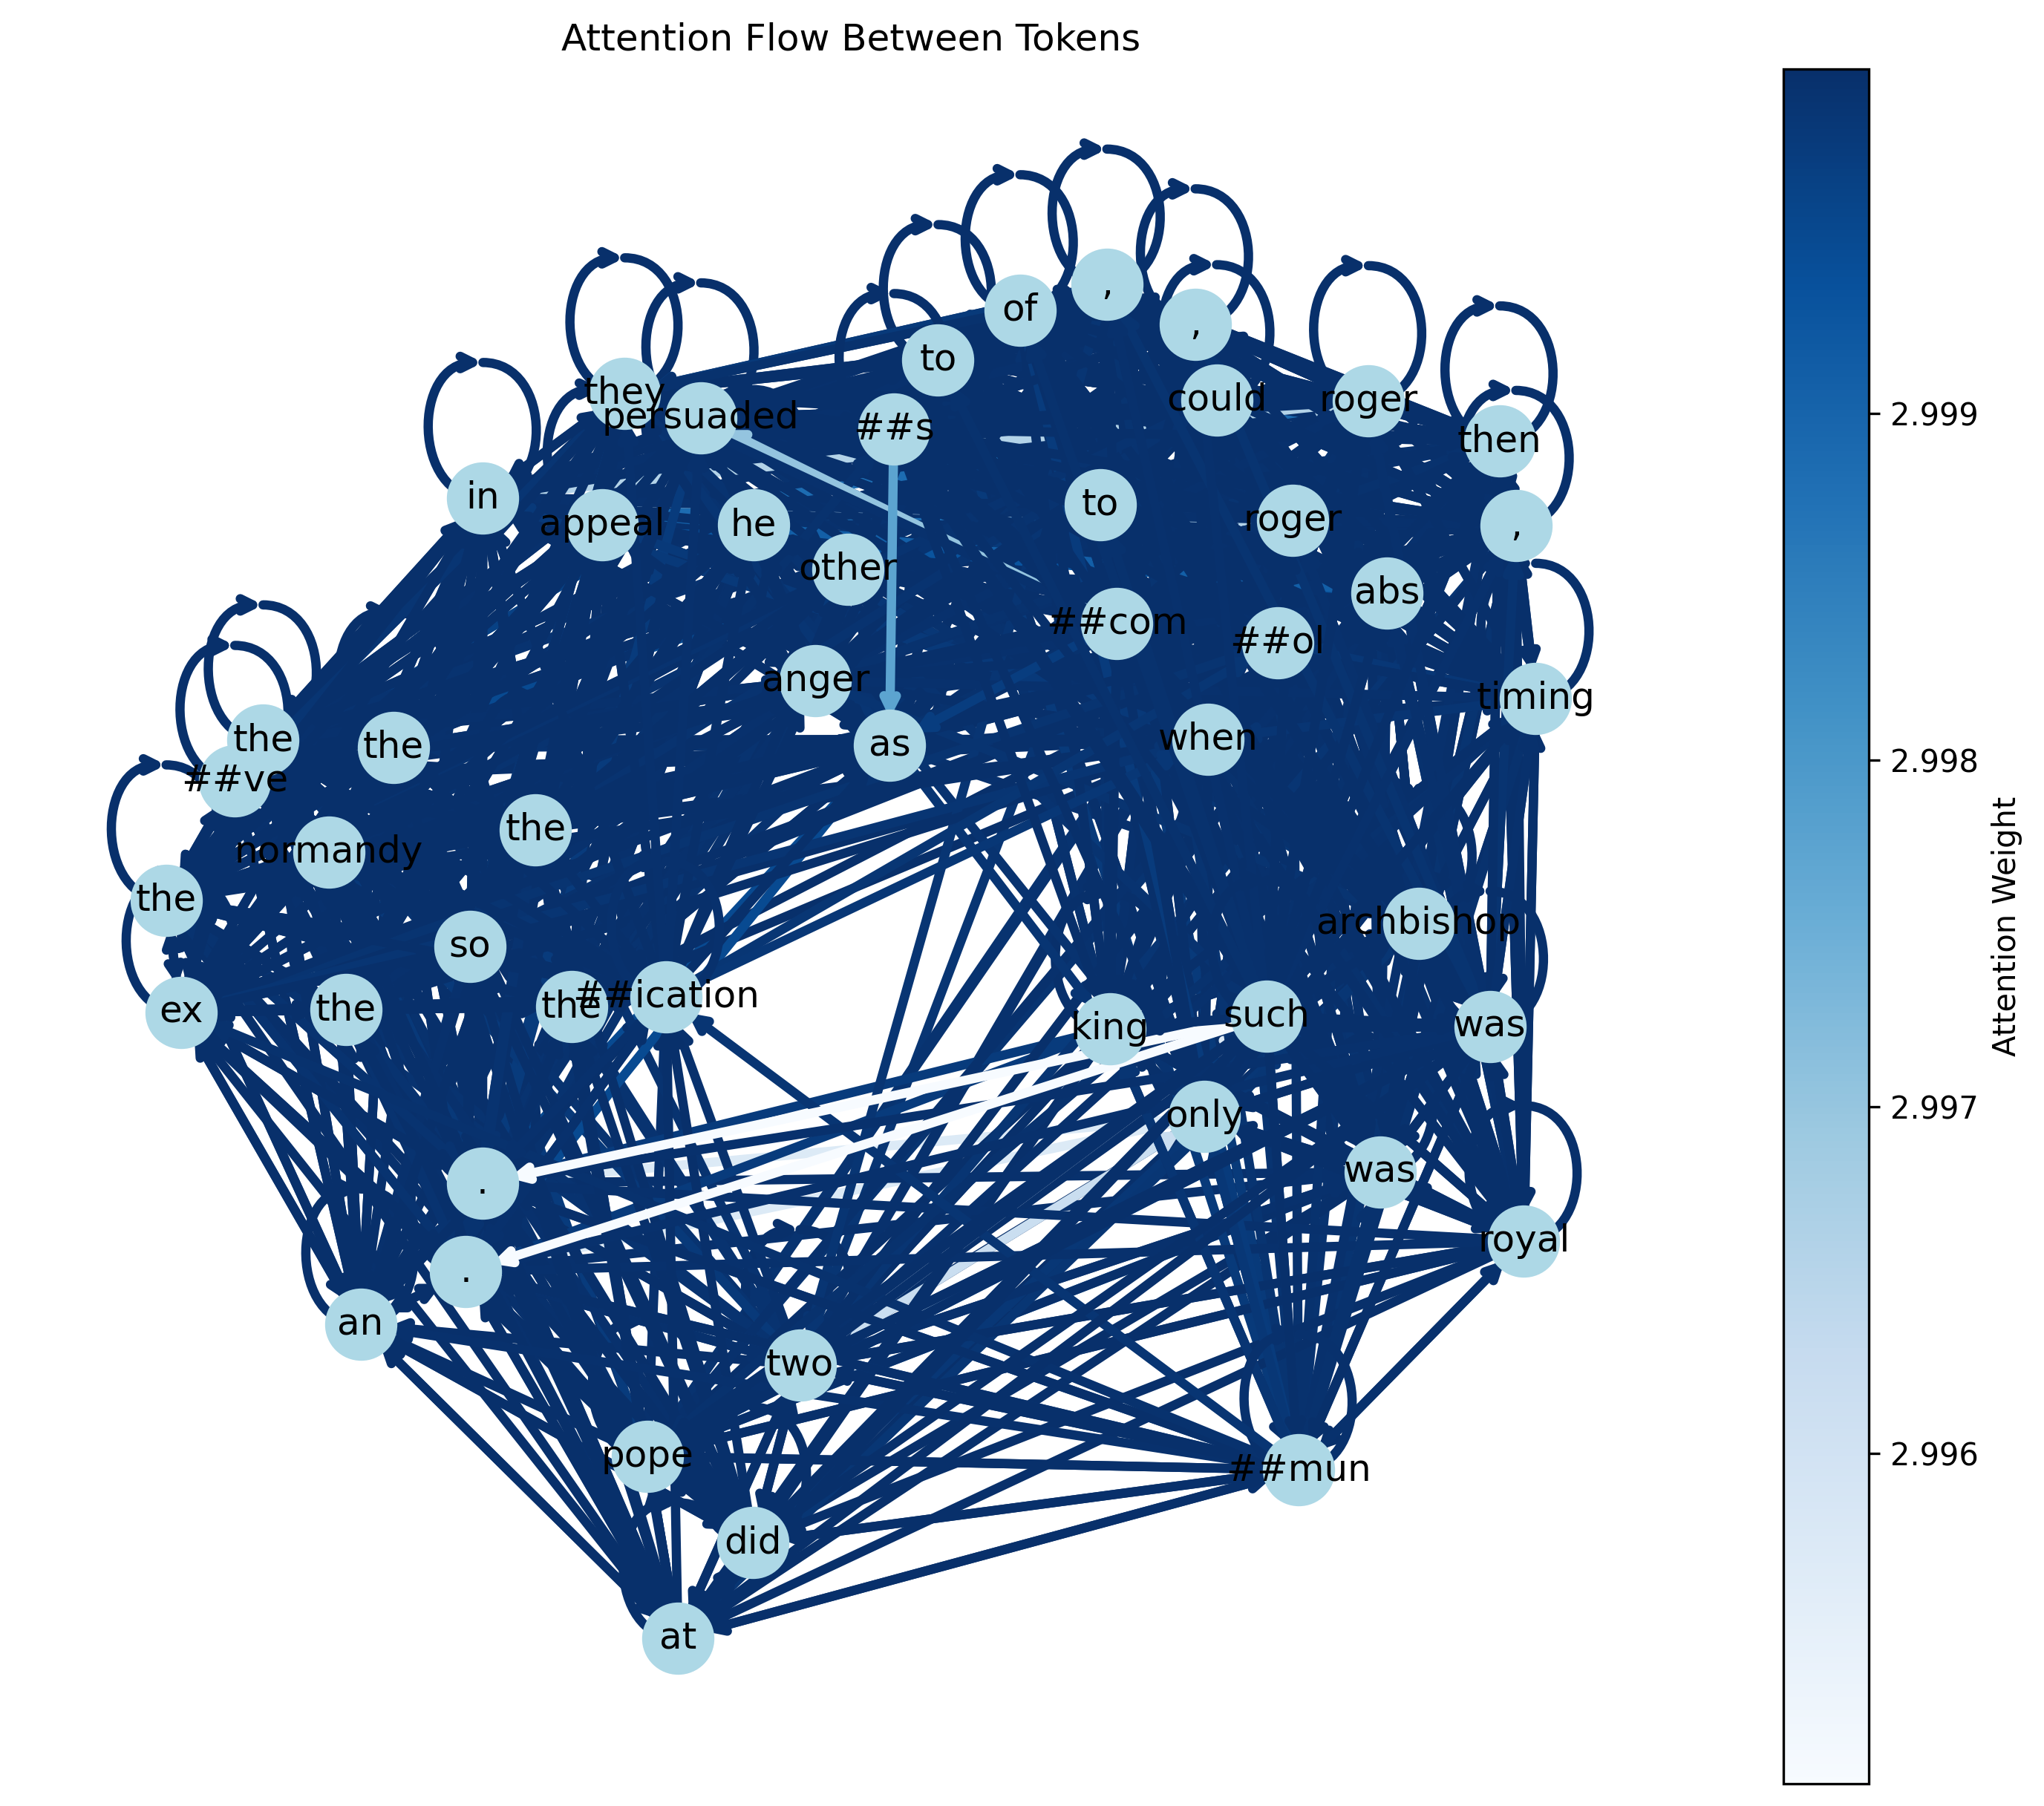 Attention Flow Between Tokens
of
,
,
to
they
persuaded
could
roger
##s
then
in
to
appeal
he
roger
,
other
abs
##com
##ol
anger
timing
the
the
as
when
##ve
the
normandy
the
archbishop
so
ex
the
the
##ication
king
such
was
only
.
was
.
royal
an
two
pope
##mun
did
at
2.999
2.998
2.997
2.996
Attention Weight